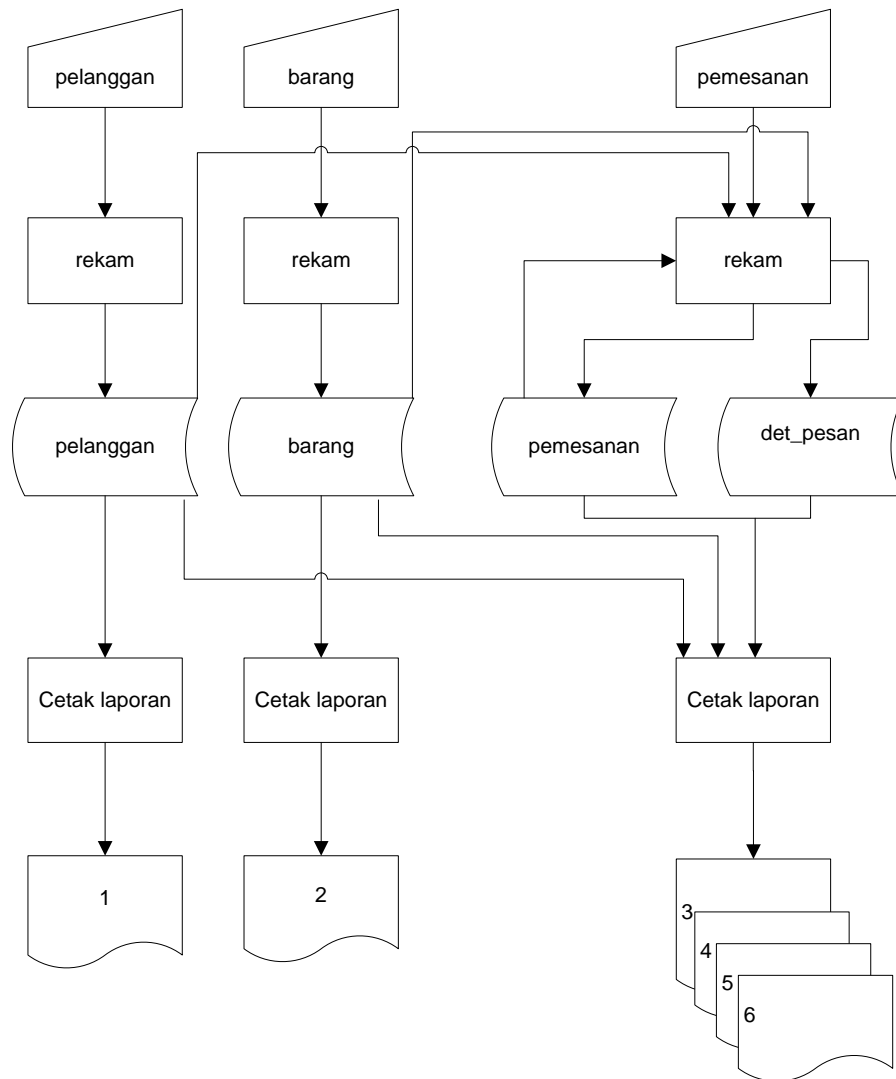 pelanggan
barang
pemesanan
rekam
rekam
rekam
pelanggan
barang
pemesanan
det_pesan
Cetak laporan
Cetak laporan
Cetak laporan
1
2
3
4
5
6